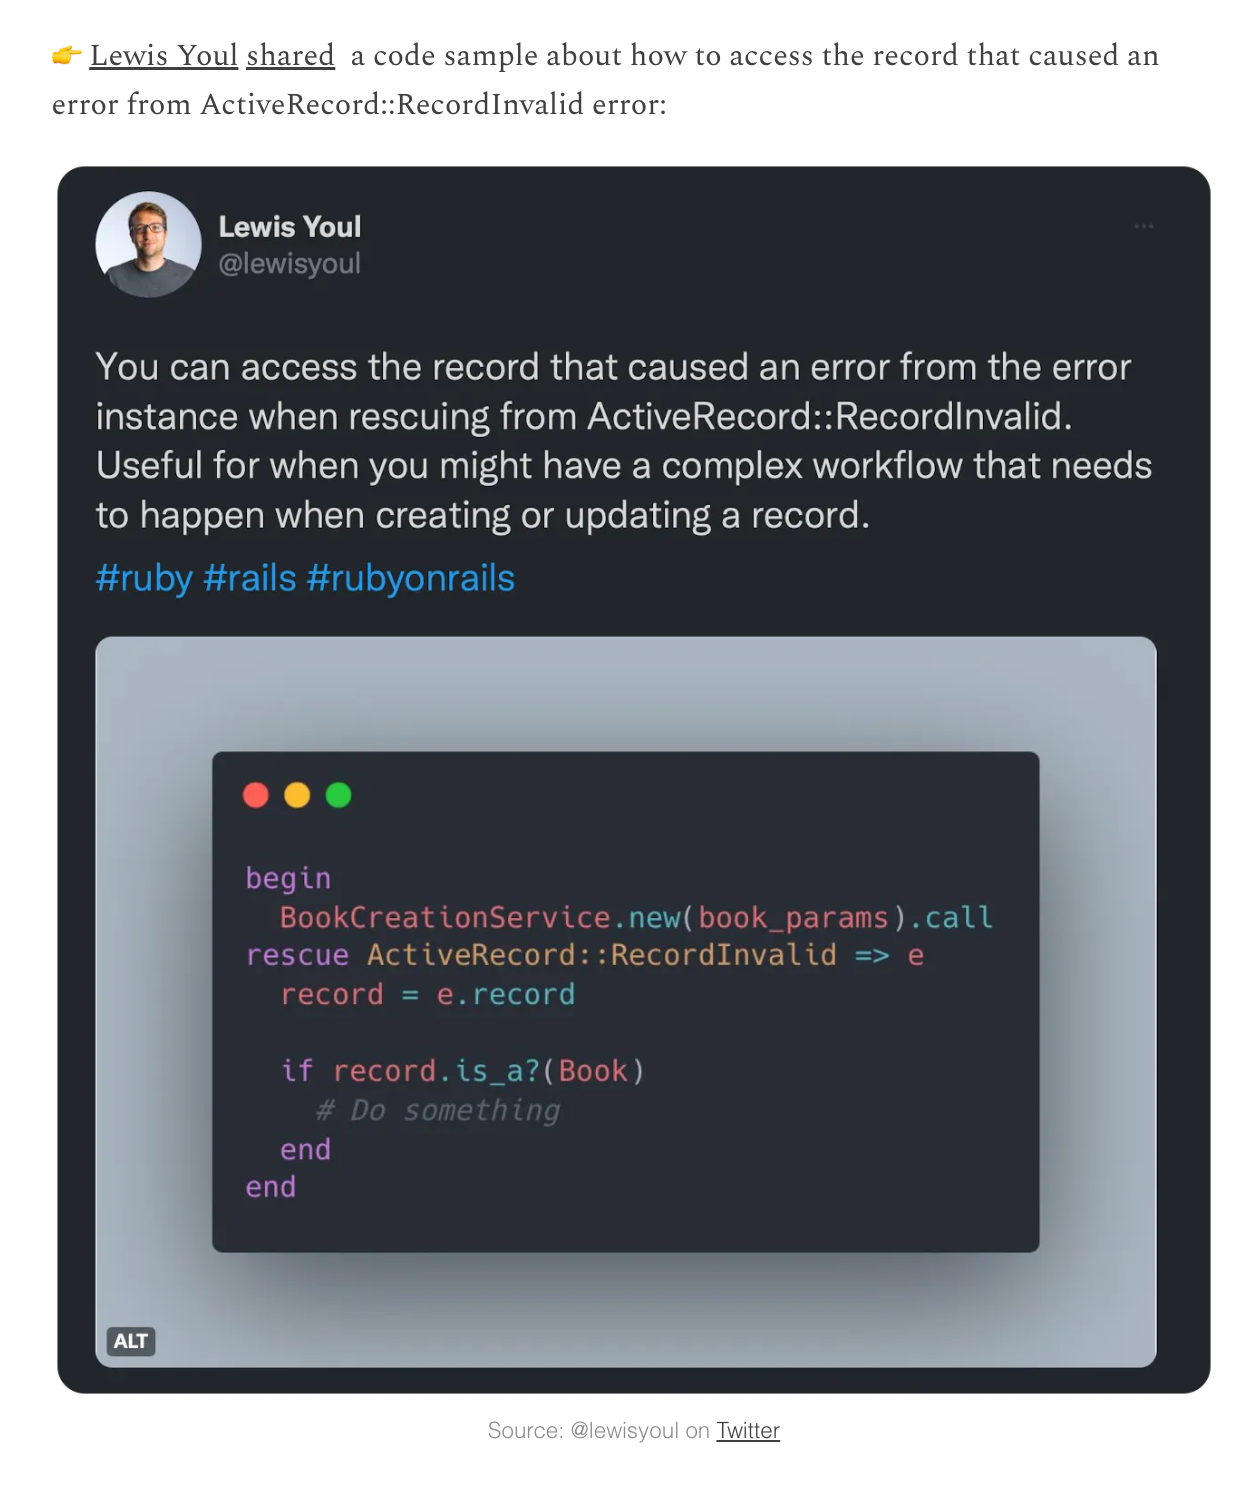 👉 Lewis Youl shared a code sample about how to access the record that caused an
error from ActiveRecord::RecordInvalid error:
Lewis Youl
@lewisyoul
...
You can access the record that caused an error from the error
instance when rescuing from ActiveRecord::RecordInvalid.
Useful for when you might have a complex workflow that needs
to happen when creating or updating a record.
#ruby #rails #rubyonrails
begin
  BookCreationService.new(book_params).call
rescue ActiveRecord::RecordInvalid => e
  record = e.record

  if record.is_a?(Book)
    # Do something
  end
end
ALT
Source: @lewisyoul on Twitter